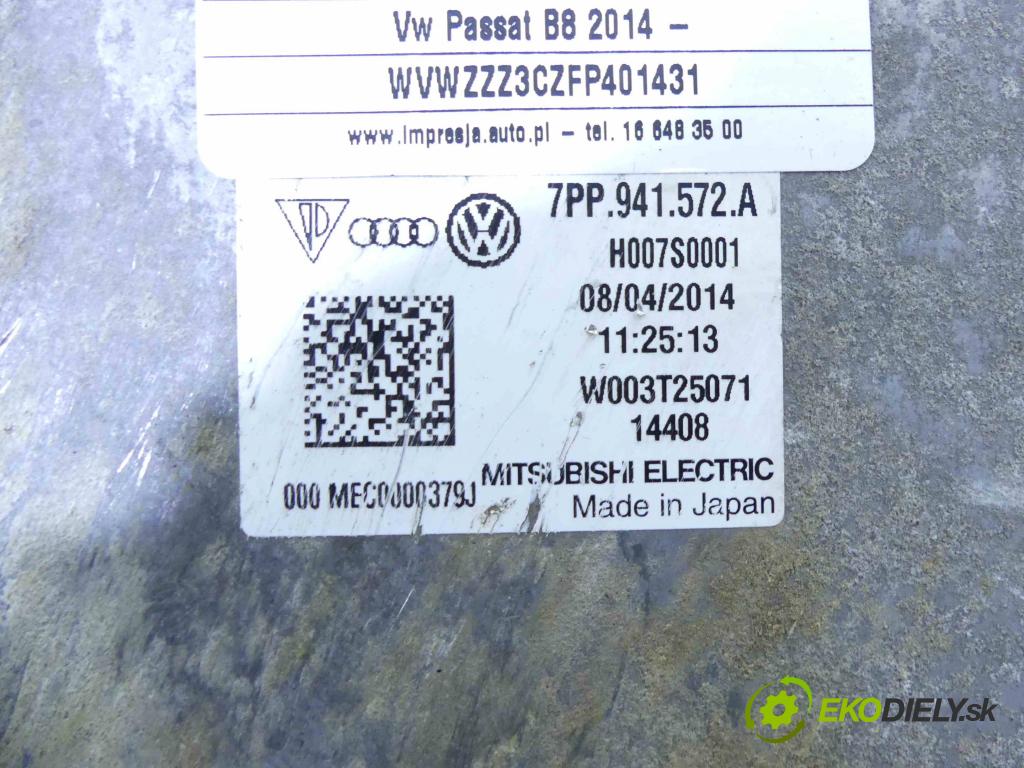 Vw Passat B8 2014 –
WVWZZZ3CZFP401431
www.impresja.auto.pl – tel. 16 648 35 00
7PP.941.572.A
H007S0001
08/04/2014
11:25:13
W003T25071
14408
000 MEC0000379J
MITSUBISHI ELECTRIC
Made in Japan
EKODIELY.sk